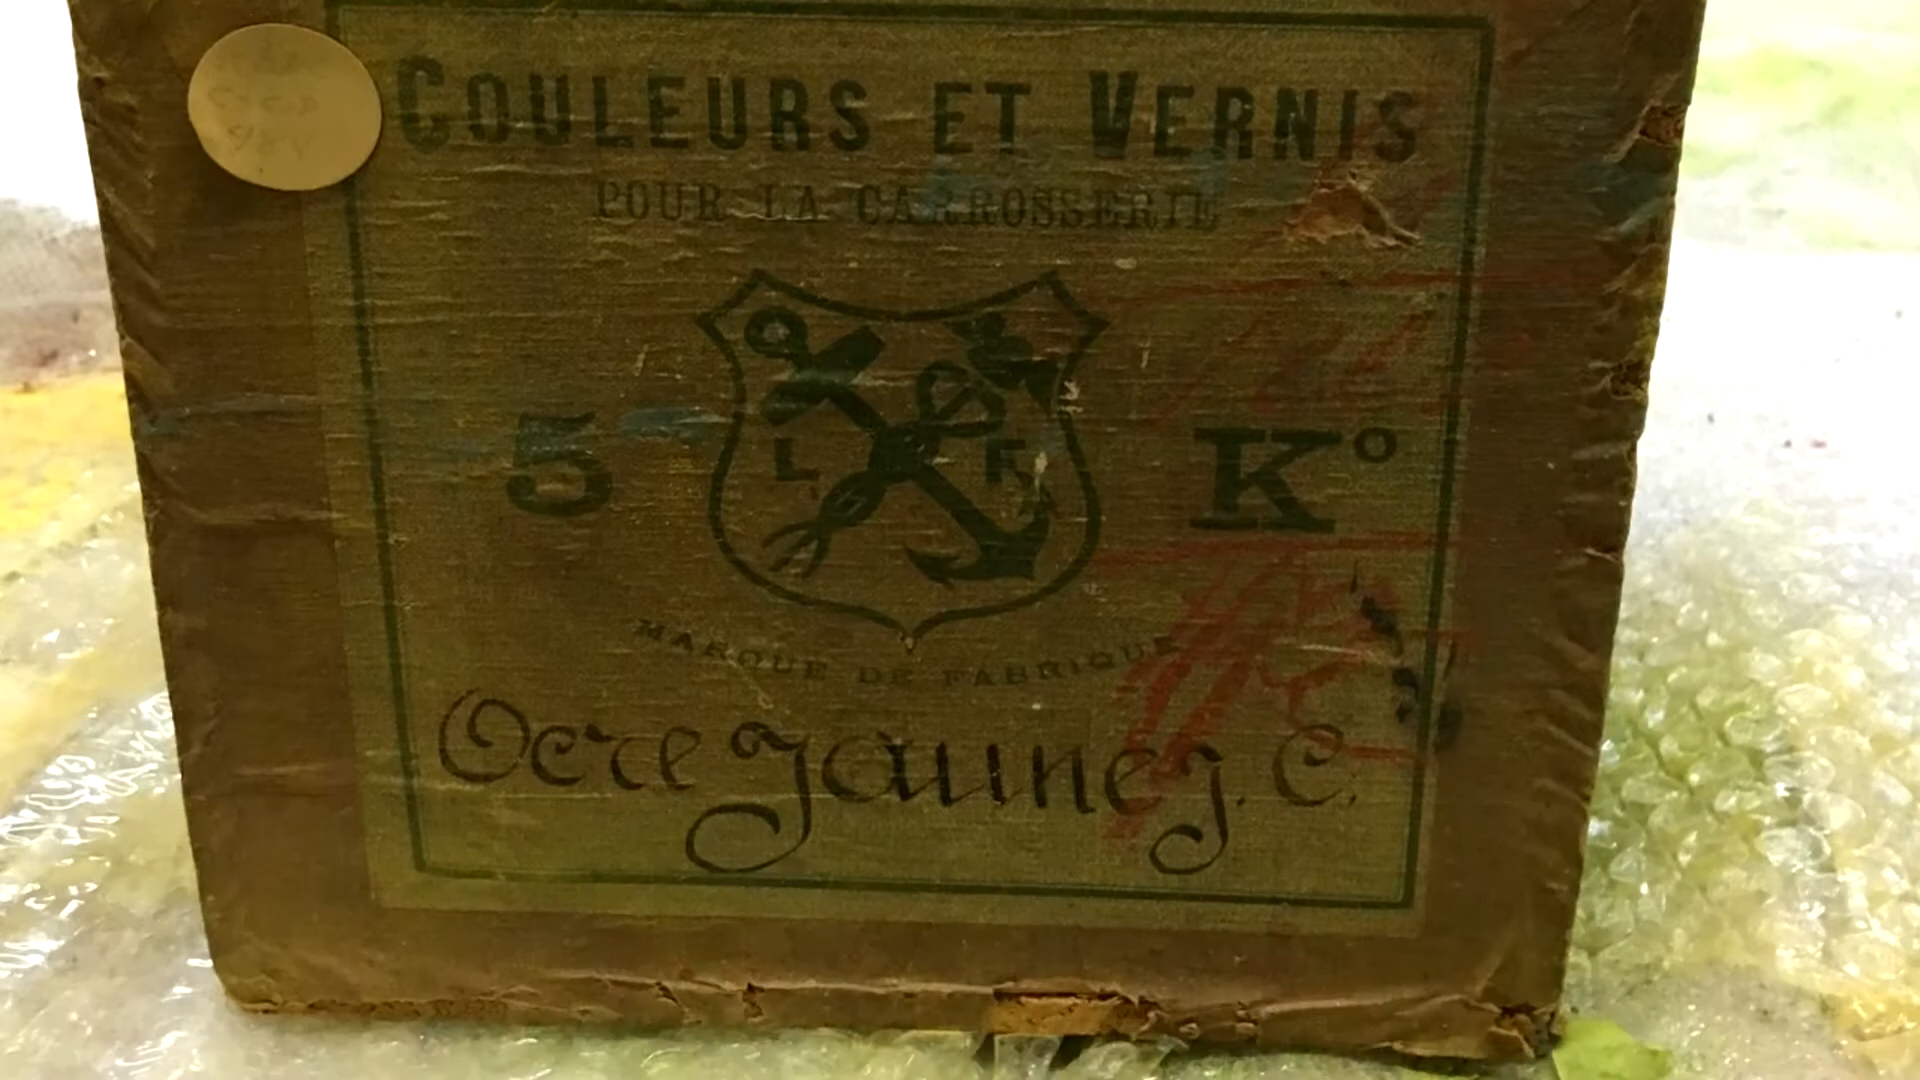 COULEURS ET VERNIS
POUR LA CARROSSERIE
5 L F K°
MARQUE DE FABRIQUE
Ocre Jaune J. C.